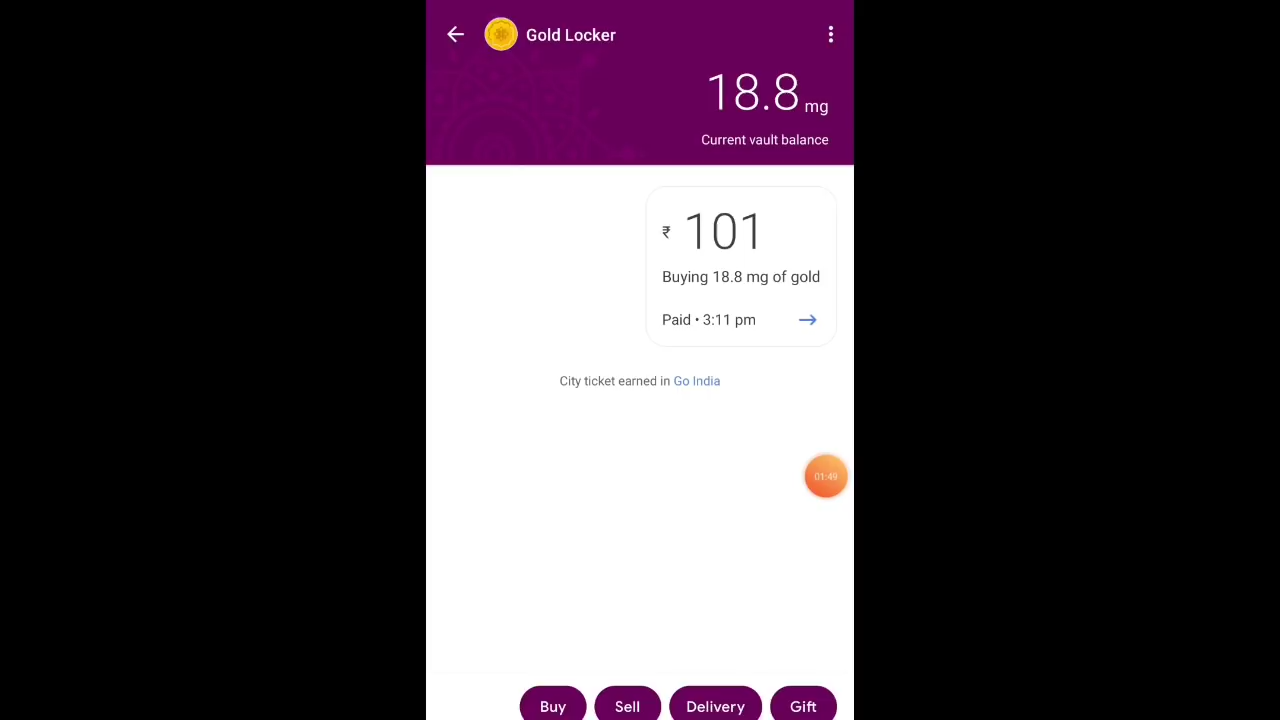 Gold Locker
18.8 mg
Current vault balance
₹ 101
Buying 18.8 mg of gold
Paid • 3:11 pm
City ticket earned in Go India
01:49
Buy Sell Delivery Gift